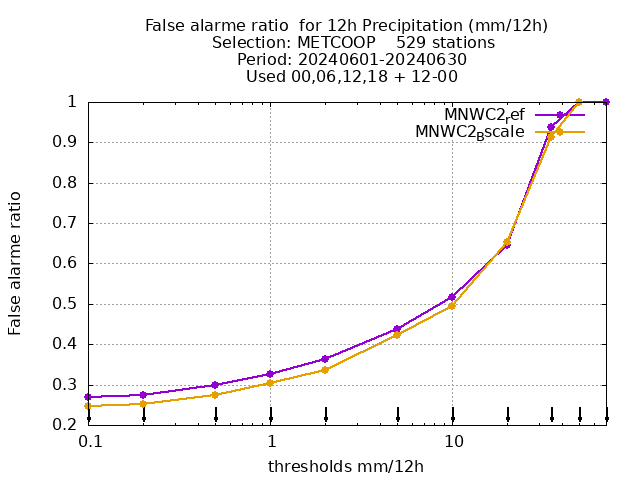 False alarme ratio  for 12h Precipitation (mm/12h)
Selection: METCOOP    529 stations
Period: 20240601-20240630
Used 00,06,12,18 + 12-00
MNWC2ref
MNWC2Bscale
False alarme ratio
1
0.9
0.8
0.7
0.6
0.5
0.4
0.3
0.2
0.1 1 10
thresholds mm/12h